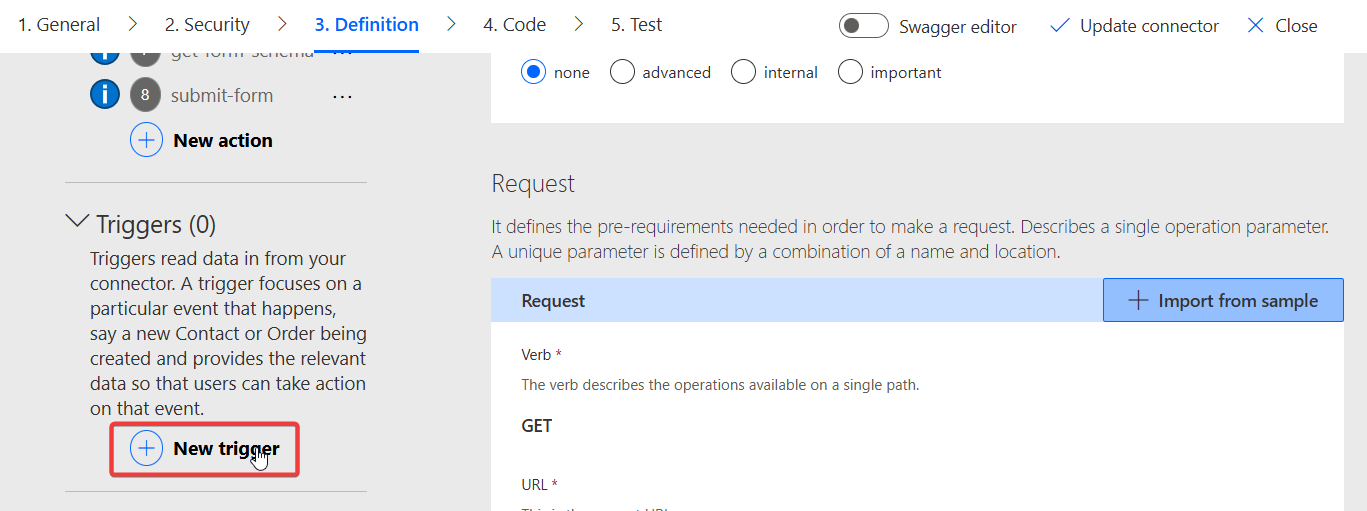 1. General
2. Security
3. Definition
4. Code
5. Test
Swagger editor
Update connector
Close
get-form-schema
8
submit-form
...
New action
Triggers (0)
Triggers read data in from your
connector. A trigger focuses on a
particular event that happens,
say a new Contact or Order being
created and provides the relevant
data so that users can take action
on that event.
New trigger
none
advanced
internal
important
Request
It defines the pre-requirements needed in order to make a request. Describes a single operation parameter.
A unique parameter is defined by a combination of a name and location.
Request
Import from sample
Verb *
The verb describes the operations available on a single path.
GET
URL *